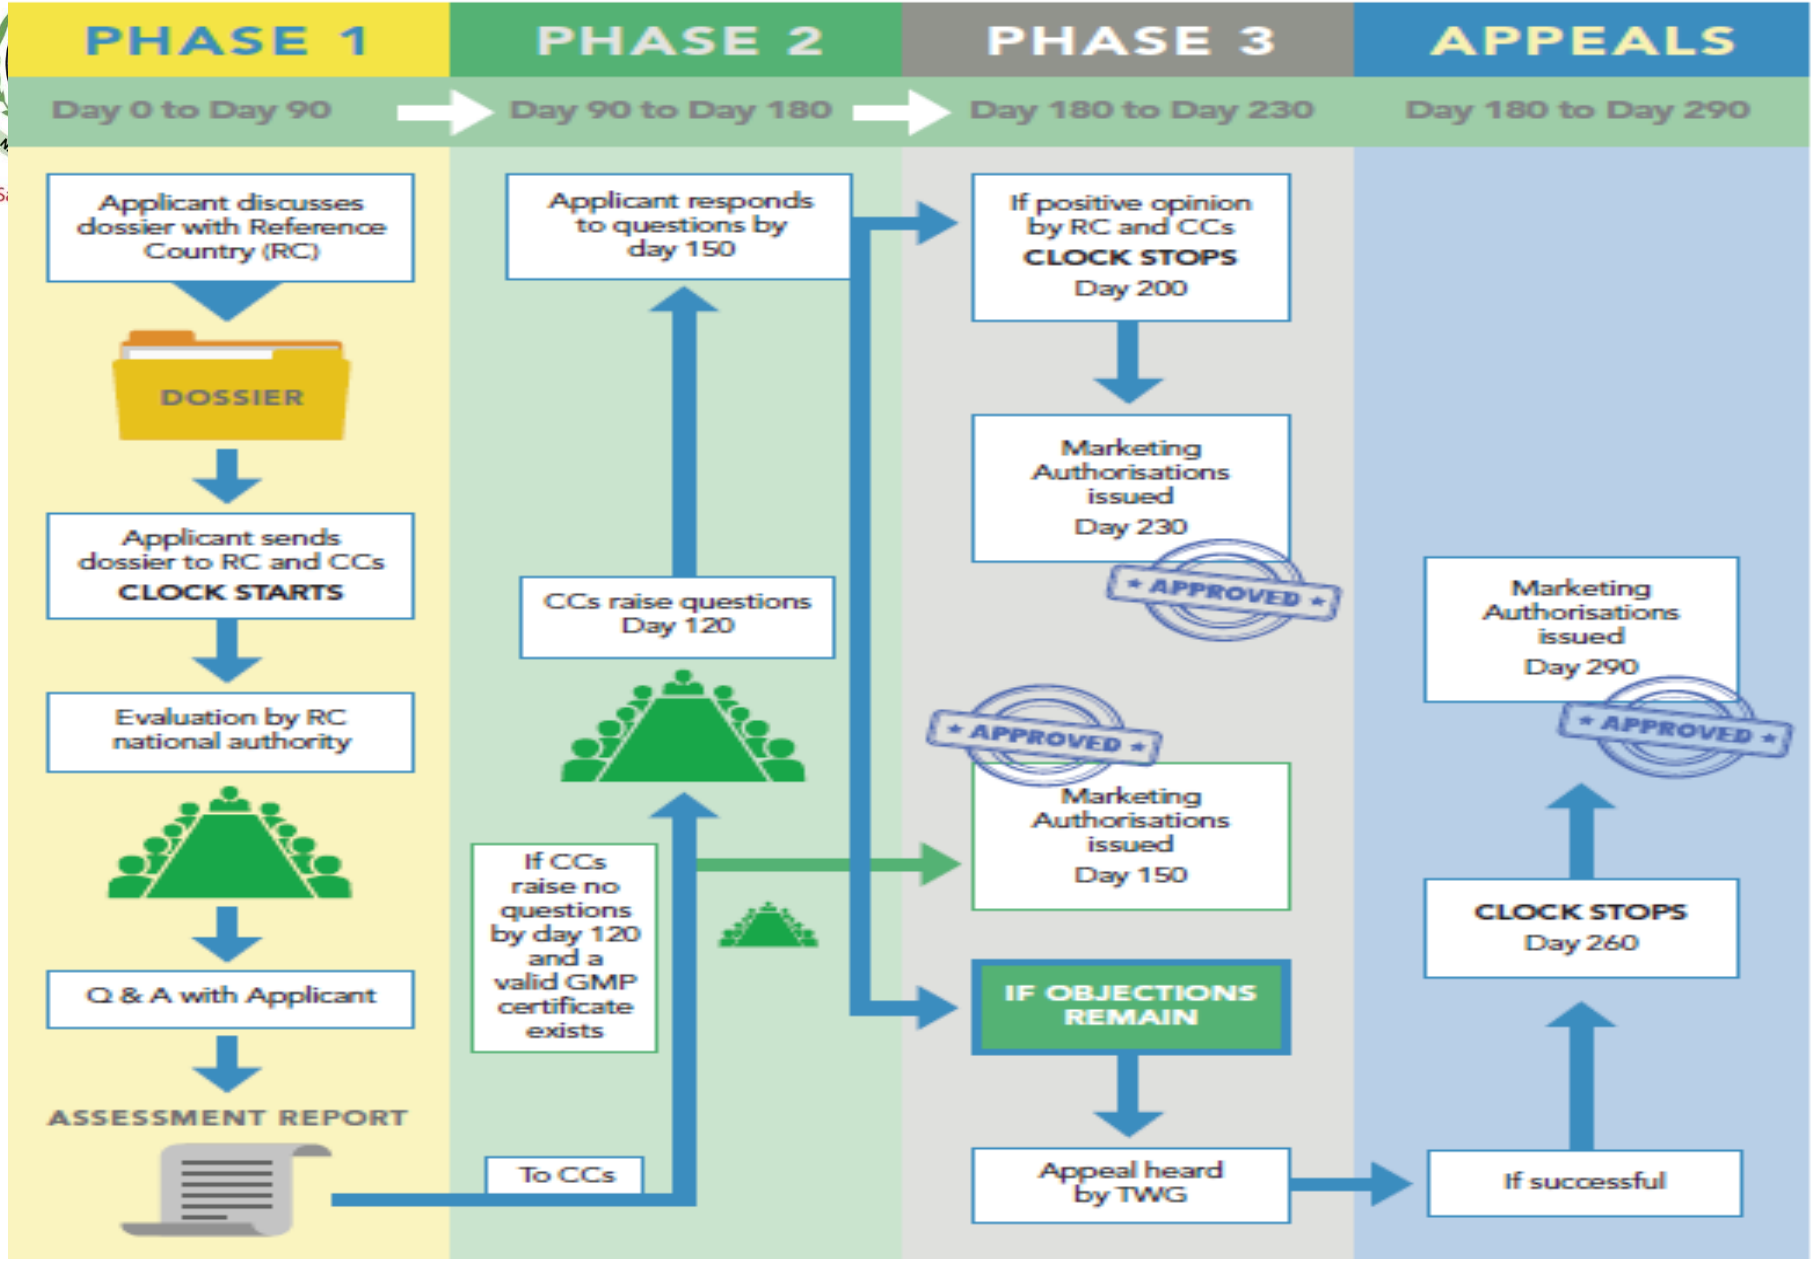 PHASE 1
Day 0 to Day 90
Applicant discusses
dossier with Reference
Country (RC)
DOSSIER
Applicant sends
dossier to RC and CCs
CLOCK STARTS
Evaluation by RC
national authority
Q & A with Applicant
ASSESSMENT REPORT
PHASE 2
Day 90 to Day 180
Applicant responds
to questions by
day 150
CCs raise questions
Day 120
If CCs
raise no
questions
by day 120
and a
valid GMP
certificate
exists
To CCs
PHASE 3
Day 180 to Day 230
If positive opinion
by RC and CCs
CLOCK STOPS
Day 200
Marketing
Authorisations
issued
Day 230
APPROVED
APPROVED
Marketing
Authorisations
issued
Day 150
IF OBJECTIONS
REMAIN
Appeal heard
by TWG
APPEALS
Day 180 to Day 290
Marketing
Authorisations
issued
Day 290
APPROVED
CLOCK STOPS
Day 260
If successful